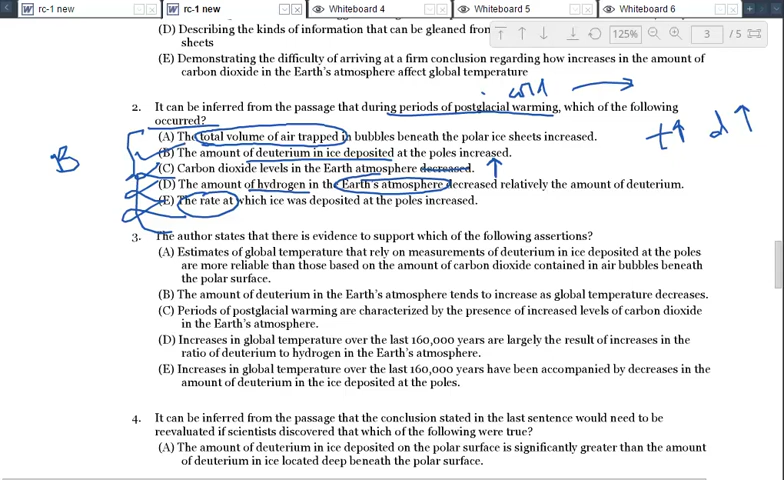 rc-1 new
rc-1 new
Whiteboard 4
Whiteboard 5
Whiteboard 6
(D) Describing the kinds of information that can be gleaned from
sheets
125%
3
/ 5
(E) Demonstrating the difficulty of arriving at a firm conclusion regarding how increases in the amount of
carbon dioxide in the Earth's atmosphere affect global temperature
cold
2. It can be inferred from the passage that during periods of postglacial warming, which of the following
occurred?
(A) The total volume of air trapped in bubbles beneath the polar ice sheets increased.
(B) The amount of deuterium in ice deposited at the poles increased.
(C) Carbon dioxide levels in the Earth atmosphere decreased.
(D) The amount of hydrogen in the Earth's atmosphere decreased relatively the amount of deuterium.
(E) The rate at which ice was deposited at the poles increased.
B
t↑ d↑
3. The author states that there is evidence to support which of the following assertions?
(A) Estimates of global temperature that rely on measurements of deuterium in ice deposited at the poles
are more reliable than those based on the amount of carbon dioxide contained in air bubbles beneath
the polar surface.
(B) The amount of deuterium in the Earth's atmosphere tends to increase as global temperature decreases.
(C) Periods of postglacial warming are characterized by the presence of increased levels of carbon dioxide
in the Earth's atmosphere.
(D) Increases in global temperature over the last 160,000 years are largely the result of increases in the
ratio of deuterium to hydrogen in the Earth's atmosphere.
(E) Increases in global temperature over the last 160,000 years have been accompanied by decreases in the
amount of deuterium in the ice deposited at the poles.
4. It can be inferred from the passage that the conclusion stated in the last sentence would need to be
reevaluated if scientists discovered that which of the following were true?
(A) The amount of deuterium in ice deposited on the polar surface is significantly greater than the amount
of deuterium in ice located deep beneath the polar surface.